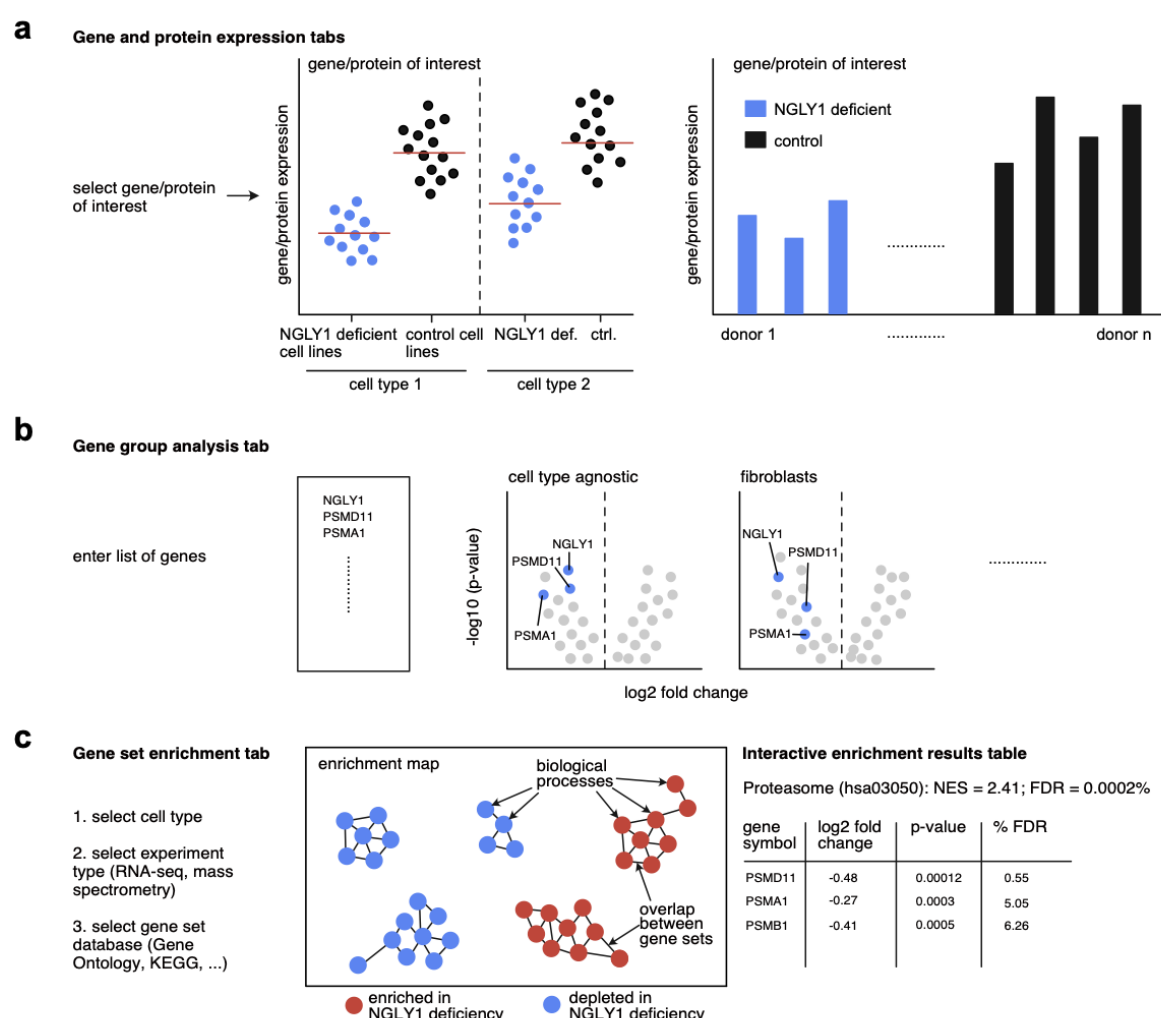 a
Gene and protein expression tabs
select gene/protein
of interest
gene/protein of interest
gene/protein expression
NGLY1 deficient
cell lines
control cell
lines
NGLY1 def.
ctrl.
cell type 1
cell type 2
gene/protein of interest
gene/protein expression
NGLY1 deficient
control
donor 1
donor n
b
Gene group analysis tab
enter list of genes
NGLY1
PSMD11
PSMA1
cell type agnostic
-log10 (p-value)
NGLY1
PSMD11
PSMA1
fibroblasts
NGLY1
PSMD11
PSMA1
log2 fold change
c
Gene set enrichment tab
1. select cell type
2. select experiment
type (RNA-seq, mass
spectrometry)
3. select gene set
database (Gene
Ontology, KEGG, ...)
enrichment map
biological
processes
overlap
between
gene sets
enriched in
NGLY1 deficiency
depleted in
NGLY1 deficiency
Interactive enrichment results table
Proteasome (hsa03050): NES = 2.41; FDR = 0.0002%
gene symbol log2 fold change p-value % FDR
PSMD11 -0.48 0.00012 0.55
PSMA1 -0.27 0.0003 5.05
PSMB1 -0.41 0.0005 6.26